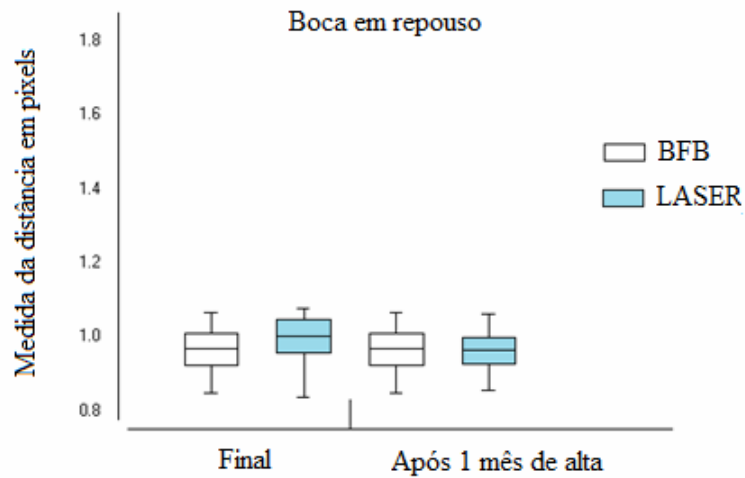 Boca em repouso
Medida da distância em pixels
1.8
1.6
1.4
1.2
1.0
0.8
BFB
LASER
Final
Após 1 mês de alta